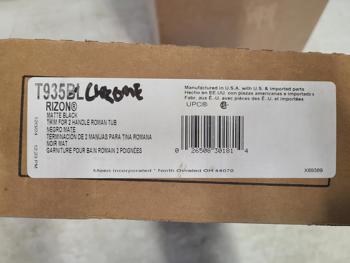 T935BL CHROME
RIZON®
MATTE BLACK
TRIM FOR 2 HANDLE ROMAN TUB
NEGRO MATE
TERMINACIÓN DE 2 MANIJAS PARA TINA ROMANA
NOIR MAT
GARNITURE POUR BAIN ROMAIN 2 POIGNÉES
Manufactured in U.S.A. with U.S. & imported parts
Hecho en EE.UU. con piezas americanas e importadas
Fabr. aux É.U. avec pièces des É.U. et importées
UPC®
0 26508 30181 4
12:23 PM
Moen Incorporated * North Olmsted OH 44070